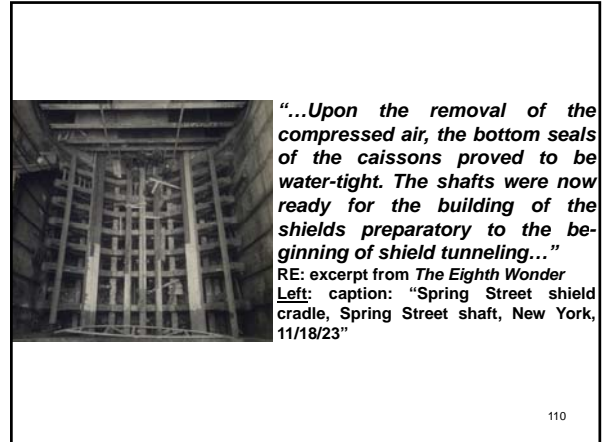 “…Upon the removal of the
compressed air, the bottom seals
of the caissons proved to be
water-tight. The shafts were now
ready for the building of the
shields preparatory to the be-
ginning of shield tunneling…”
RE: excerpt from The Eighth Wonder
Left: caption: “Spring Street shield
cradle, Spring Street shaft, New York,
11/18/23”
110